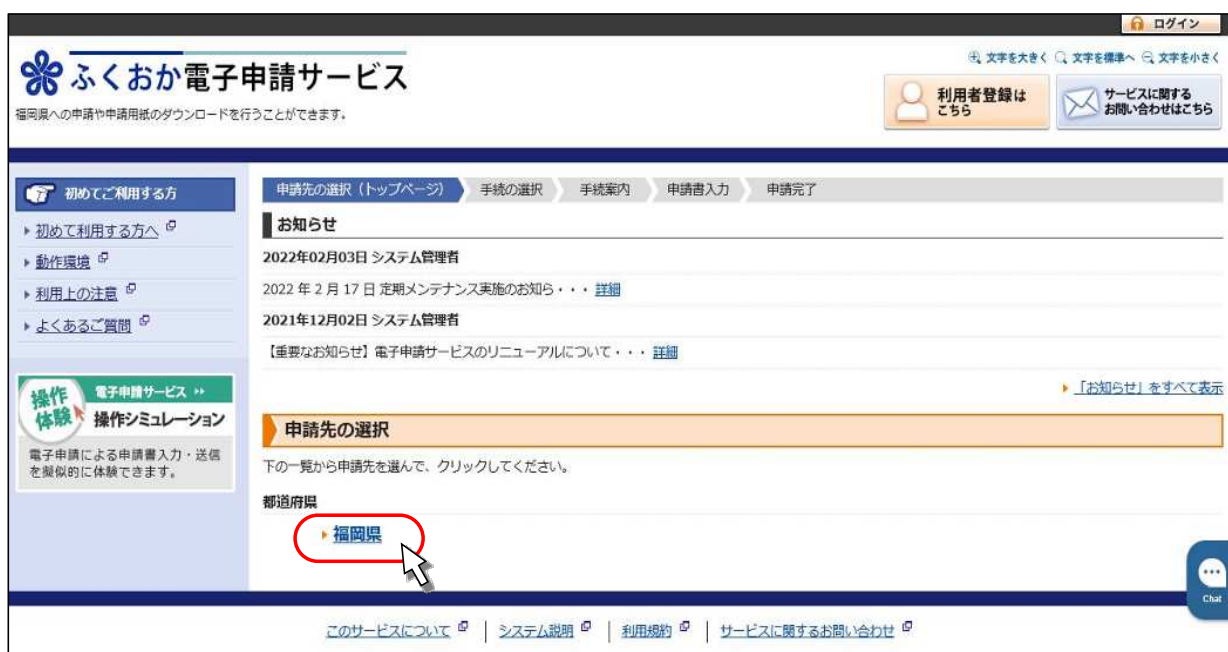 ログイン
ふくおか電子申請サービス
福岡県への申請や申請用紙のダウンロードを行うことができます。
文字を大きく 文字を標準へ 文字を小さく
利用者登録は
こちら
サービスに関する
お問い合わせはこちら
初めてご利用する方
初めて利用する方へ
動作環境
利用上の注意
よくあるご質問
操作
体験
電子申請サービス
操作シミュレーション
電子申請による申請書入力・送信
を擬似的に体験できます。
申請先の選択(トップページ) 手続の選択 手続案内 申請書入力 申請完了
お知らせ
2022年02月03日 システム管理者
2022 年 2 月 17 日 定期メンテナンス実施のお知ら・・・ 詳細
2021年12月02日 システム管理者
【重要なお知らせ】電子申請サービスのリニューアルについて・・・ 詳細
「お知らせ」をすべて表示
申請先の選択
下の一覧から申請先を選んで、クリックしてください。
都道府県
福岡県
Chat
このサービスについて | システム説明 | 利用規約 | サービスに関するお問い合わせ